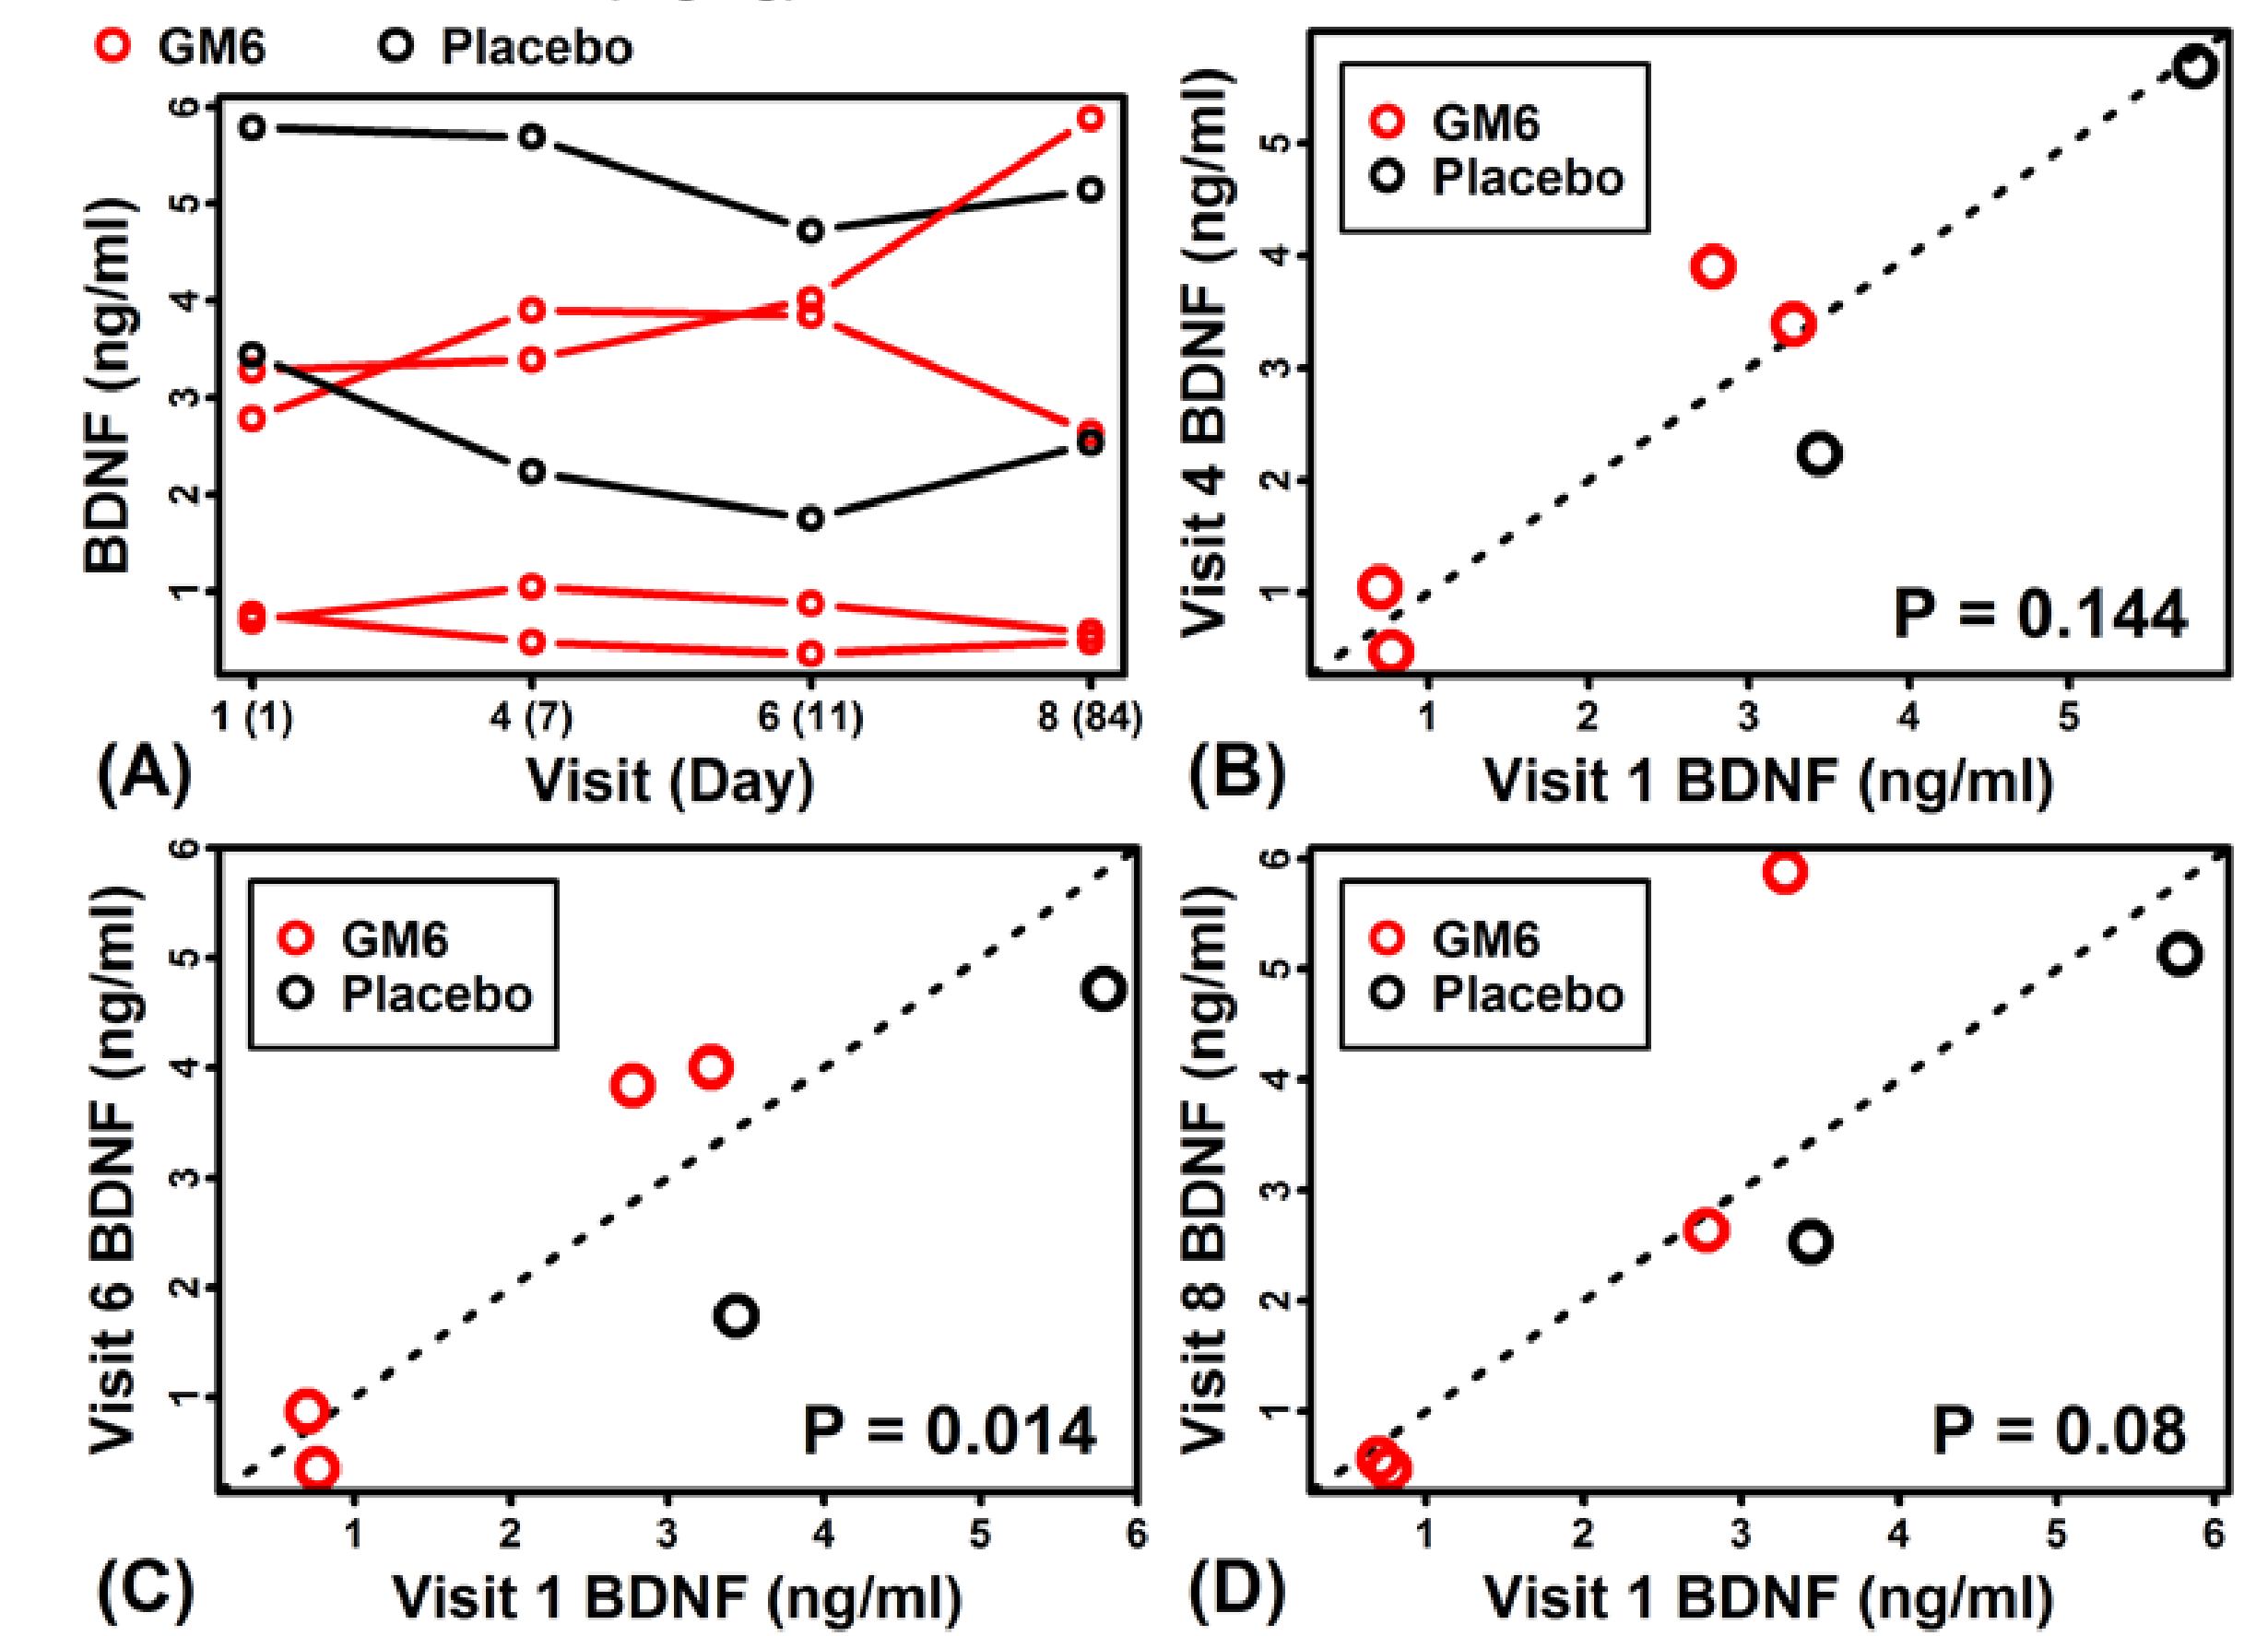 GM6 Placebo
BDNF (ng/ml)
6
5
4
3
2
1
1 (1) 4 (7) 6 (11) 8 (84)
(A) Visit (Day)
Visit 4 BDNF (ng/ml)
GM6
Placebo
5
4
3
2
1
P = 0.144
1 2 3 4 5
(B) Visit 1 BDNF (ng/ml)
Visit 6 BDNF (ng/ml)
GM6
Placebo
6
5
4
3
2
1
P = 0.014
1 2 3 4 5 6
(C) Visit 1 BDNF (ng/ml)
Visit 8 BDNF (ng/ml)
GM6
Placebo
6
5
4
3
2
1
P = 0.08
1 2 3 4 5 6
(D) Visit 1 BDNF (ng/ml)